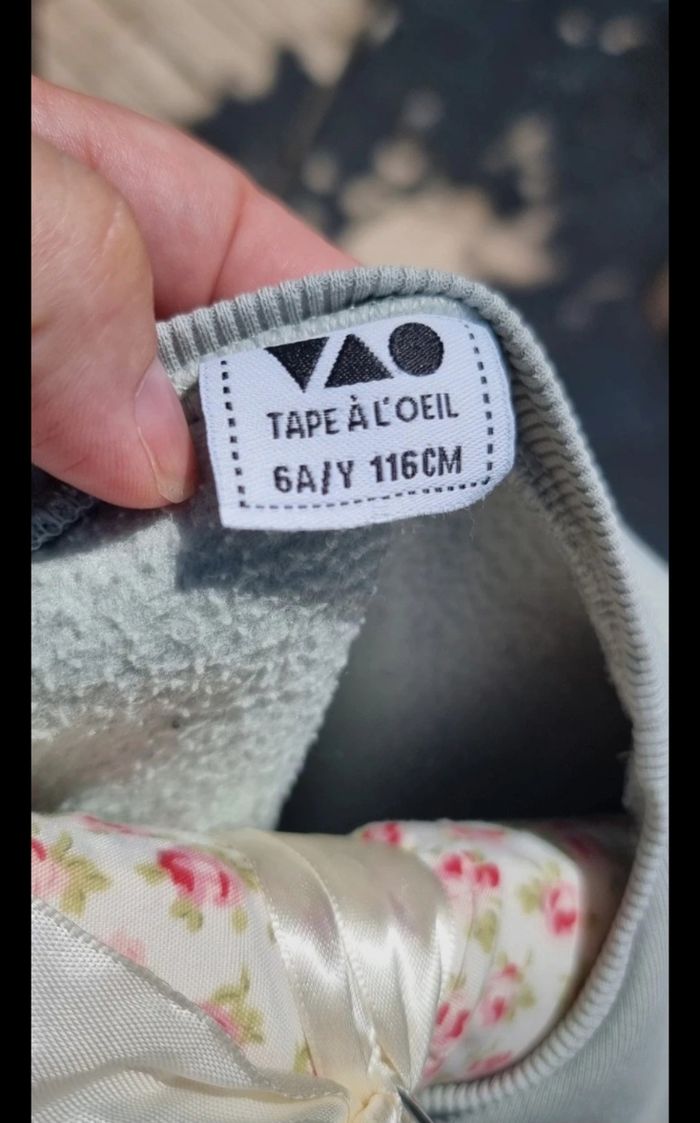 TAPE À L'OEIL
6A/Y 116CM